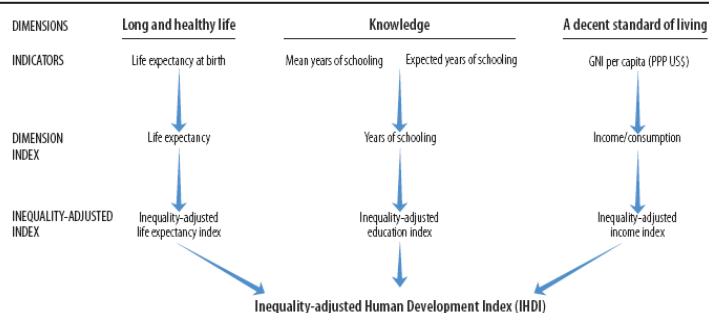 DIMENSIONS Long and healthy life Knowledge A decent standard of living
INDICATORS Life expectancy at birth Mean years of schooling Expected years of schooling GNI per capita (PPP US$)
DIMENSION INDEX Life expectancy Years of schooling Income/consumption
INEQUALITY-ADJUSTED INDEX
Inequality-adjusted
life expectancy index
Inequality-adjusted
education index
Inequality-adjusted
income index
Inequality-adjusted Human Development Index (IHDI)